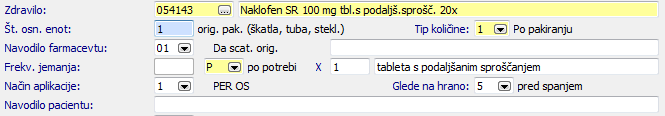 Zdravilo: 054143 ... Naklofen SR 100 mg tbl.s podaljš.sprošč. 20x
Št. osn. enot: 1 orig. pak. (škatla, tuba, stekl.) Tip količine: 1 Po pakiranju
Navodilo farmacevtu: 01 Da scat. orig.
Frekv. jemanja: P po potrebi X 1 tableta s podaljšanim sproščanjem
Način aplikacije: 1 PER OS Glede na hrano: 5 pred spanjem
Navodilo pacientu: